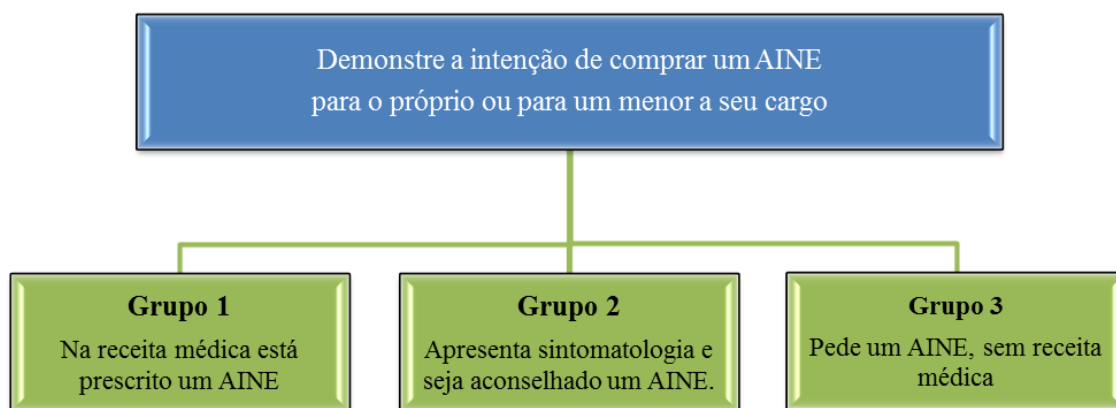 Demonstre a intenção de comprar um AINE
para o próprio ou para um menor a seu cargo
Grupo 1
Na receita médica está
prescrito um AINE
Grupo 2
Apresenta sintomatologia e
seja aconselhado um AINE.
Grupo 3
Pede um AINE, sem receita
médica